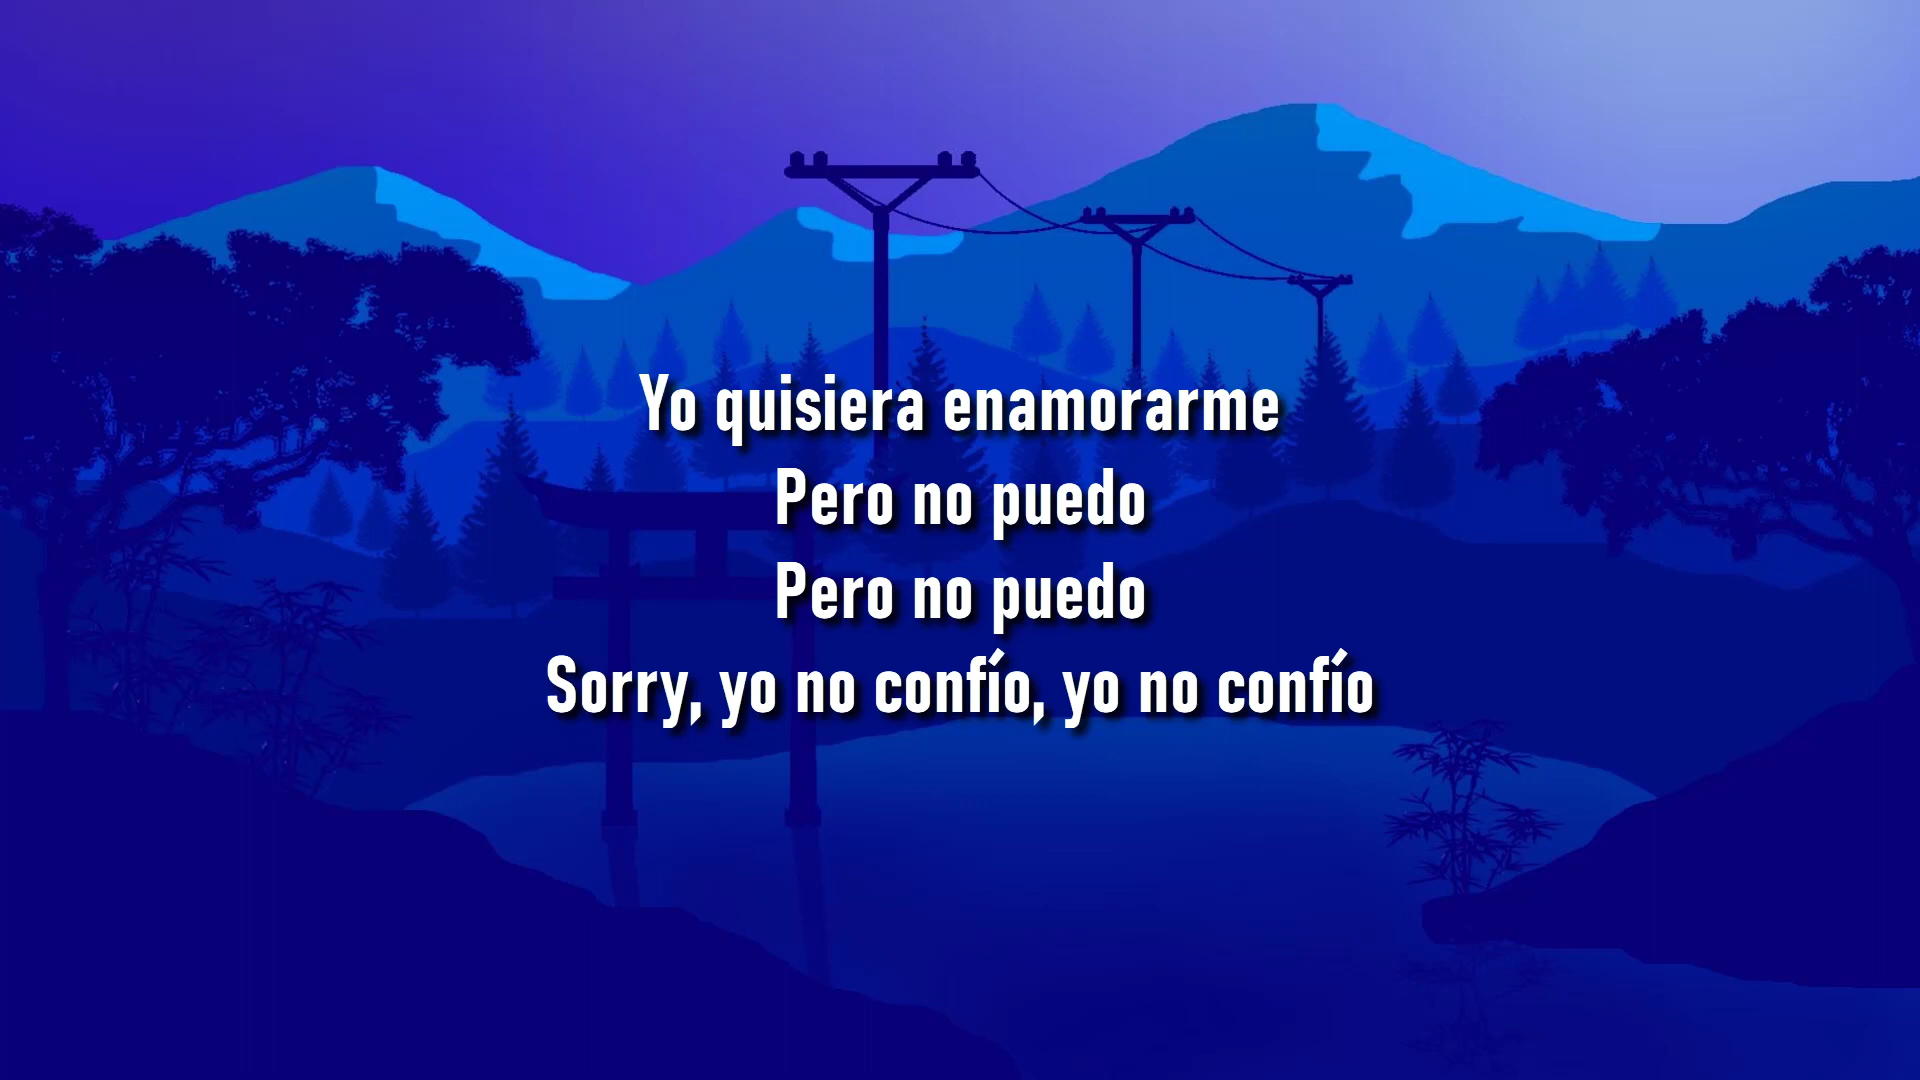 Yo quisiera enamorarme
Pero no puedo
Pero no puedo
Sorry, yo no confío, yo no confío